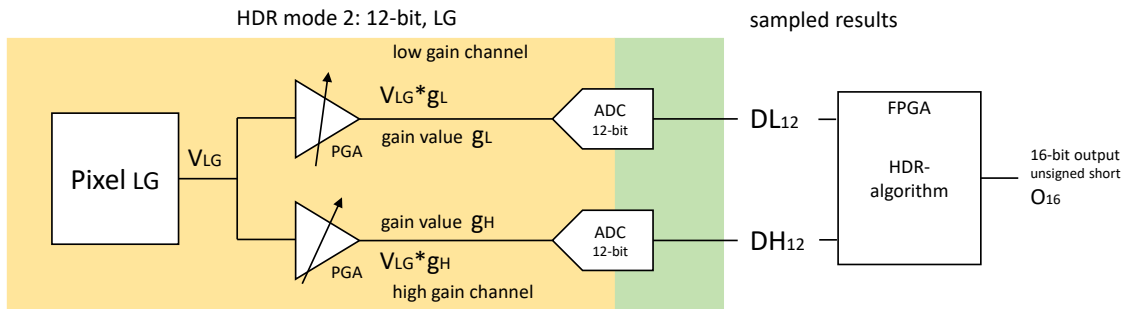 HDR mode 2: 12-bit, LG
sampled results
low gain channel
VLG*gL
gain value gL
PGA
ADC
12-bit
DL12
Pixel LG
VLG
gain value gH
VLG*gH
PGA
high gain channel
ADC
12-bit
DH12
FPGA
HDR-
algorithm
16-bit output
unsigned short
O16